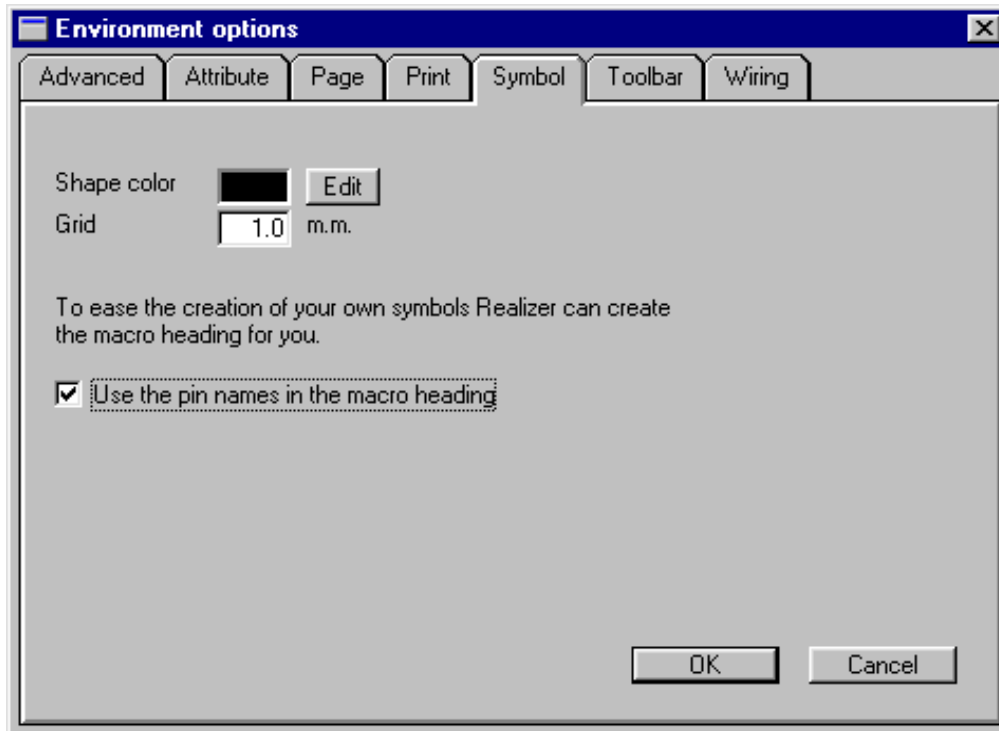 Environment options
Advanced Attribute Page Print Symbol Toolbar Wiring
Shape color Edit
Grid 1.0 m.m.
To ease the creation of your own symbols Realizer can create
the macro heading for you.
Use the pin names in the macro heading
OK Cancel